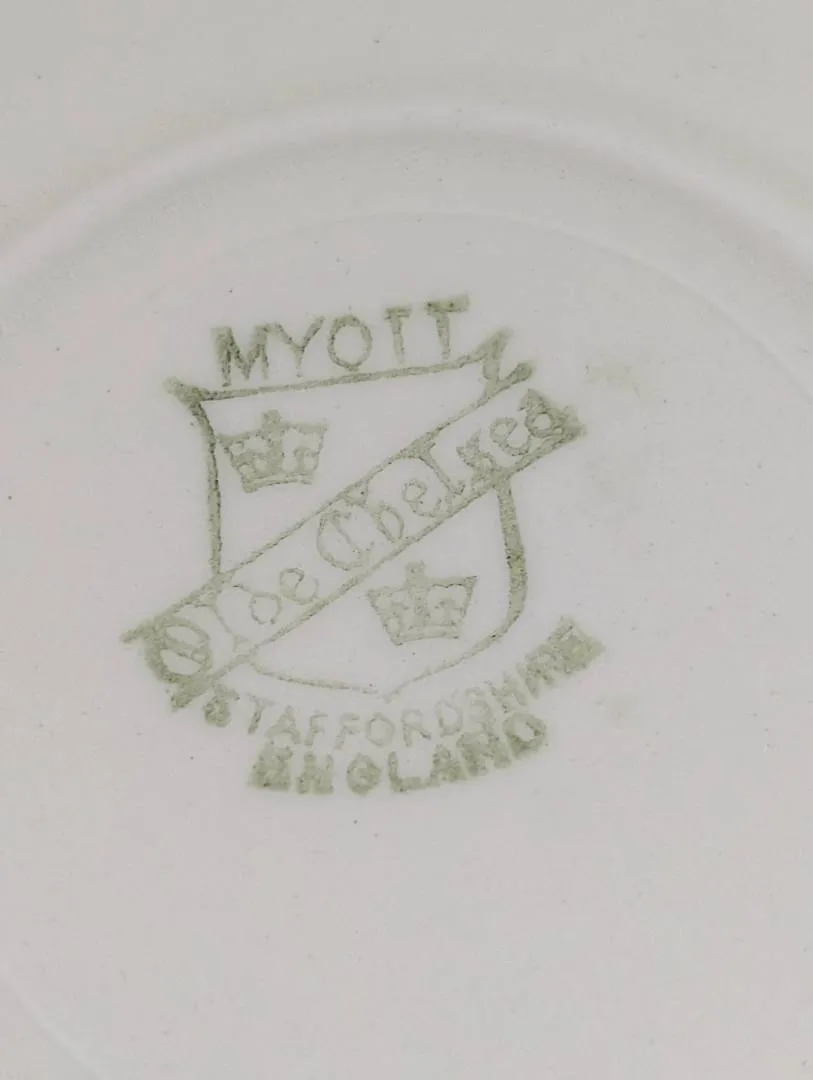 MYOTT
Olde Chelsea
STAFFORDSHIRE
ENGLAND